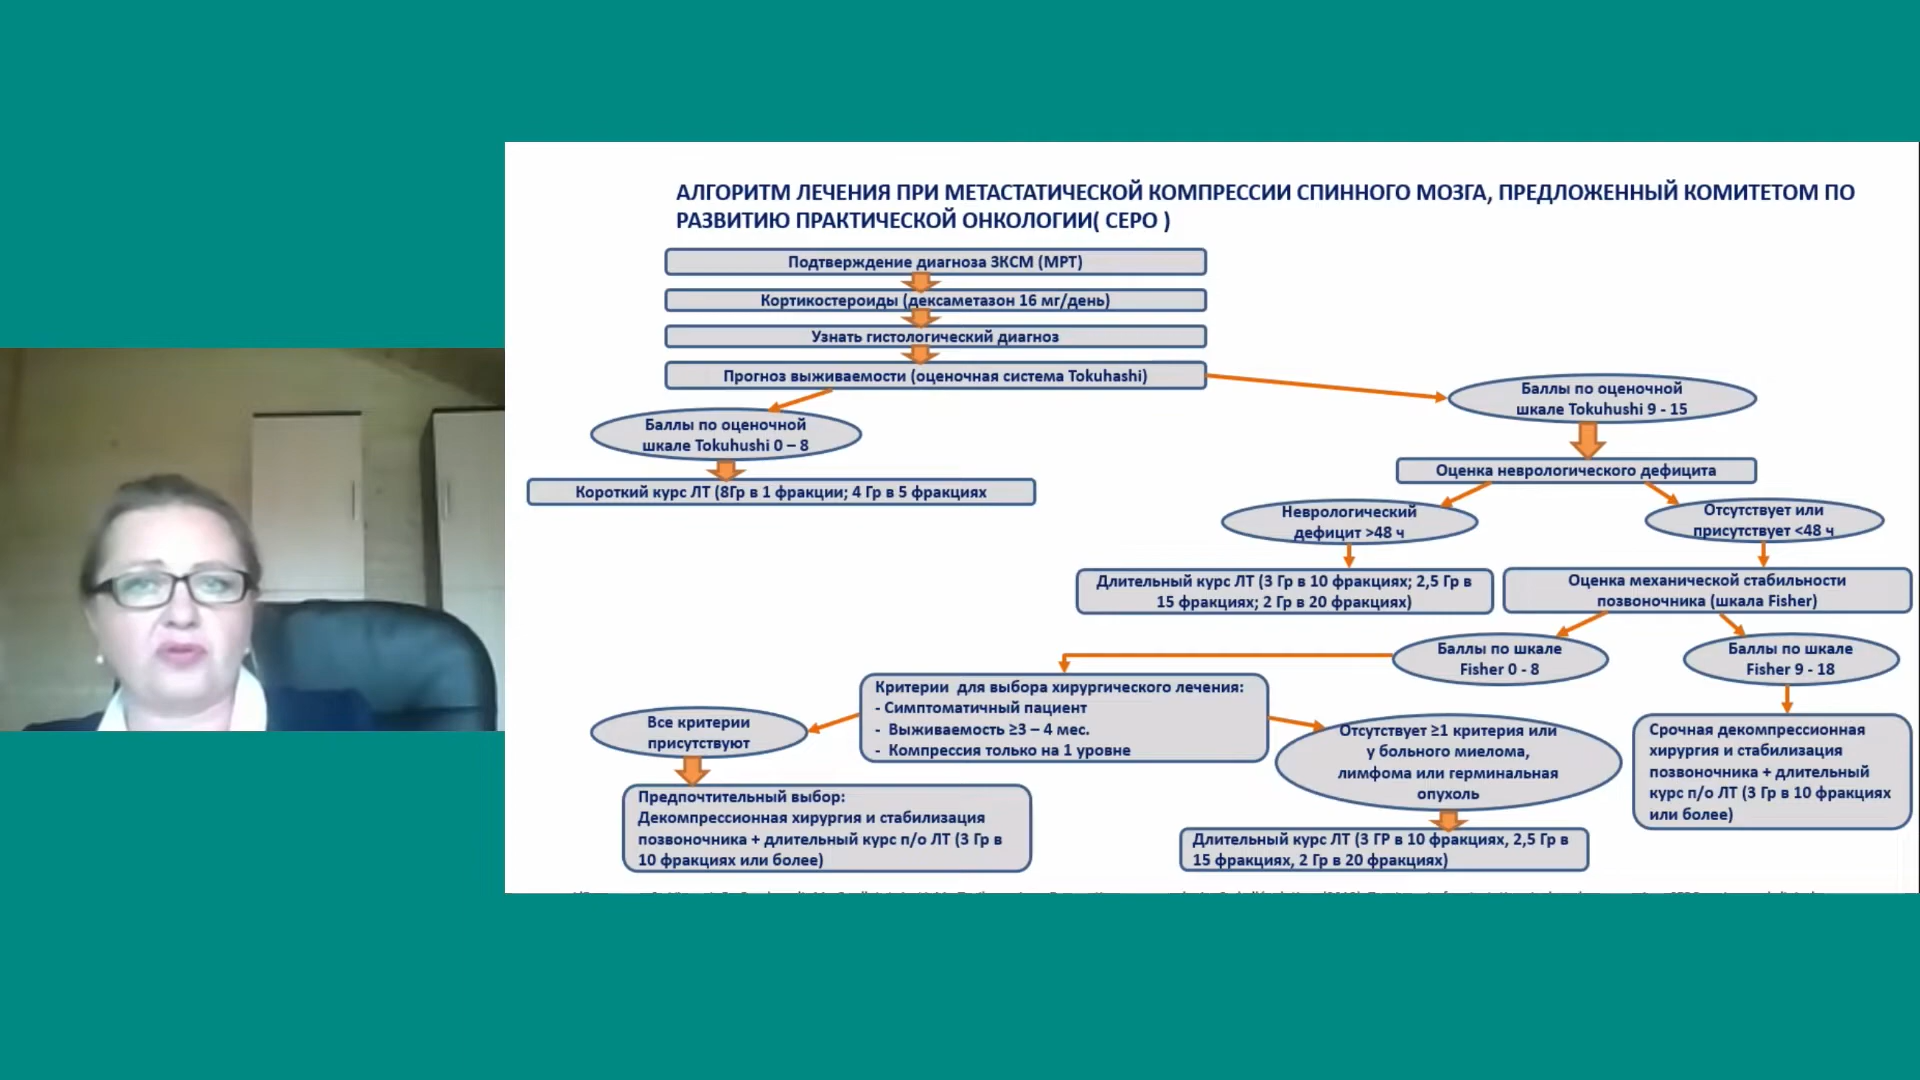 АЛГОРИТМ ЛЕЧЕНИЯ ПРИ МЕТАСТАТИЧЕСКОЙ КОМПРЕССИИ СПИННОГО МОЗГА, ПРЕДЛОЖЕННЫЙ КОМИТЕТОМ ПО
РАЗВИТИЮ ПРАКТИЧЕСКОЙ ОНКОЛОГИИ( CEPO )
Подтверждение диагноза ЗКСМ (МРТ)
Кортикостероиды (дексаметазон 16 мг/день)
Узнать гистологический диагноз
Прогноз выживаемости (оценочная система Tokuhashi)
Баллы по оценочной
шкале Tokuhushi 0 – 8
Короткий курс ЛТ (8Гр в 1 фракции; 4 Гр в 5 фракциях
Баллы по оценочной
шкале Tokuhushi 9 - 15
Оценка неврологического дефицита
Неврологический
дефицит >48 ч
Отсутствует или
присутствует <48 ч
Длительный курс ЛТ (3 Гр в 10 фракциях; 2,5 Гр в
15 фракциях; 2 Гр в 20 фракциях)
Оценка механической стабильности
позвоночника (шкала Fisher)
Баллы по шкале
Fisher 0 - 8
Баллы по шкале
Fisher 9 - 18
Критерии для выбора хирургического лечения:
- Симптоматичный пациент
- Выживаемость ≥3 – 4 мес.
- Компрессия только на 1 уровне
Все критерии
присутствуют
Отсутствует ≥1 критерия или
у больного миелома,
лимфома или герминальная
опухоль
Срочная декомпрессионная
хирургия и стабилизация
позвоночника + длительный
курс п/о ЛТ (3 Гр в 10 фракциях
или более)
Предпочтительный выбор:
Декомпрессионная хирургия и стабилизация
позвоночника + длительный курс п/о ЛТ (3 Гр в
10 фракциях или более)
Длительный курс ЛТ (3 ГР в 10 фракциях, 2,5 Гр в
15 фракциях, 2 Гр в 20 фракциях)